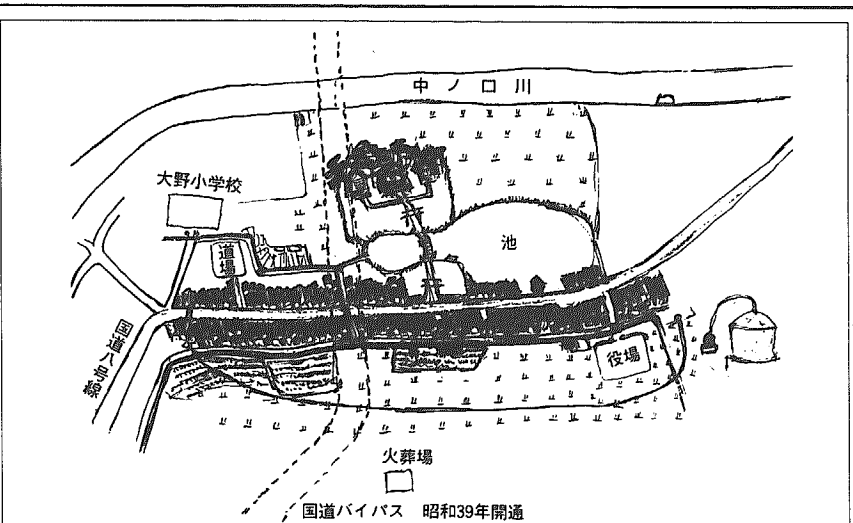 中ノ口川
大野小学校
道場
池
国道八号線
役場
火葬場
国道バイパス 昭和39年開通